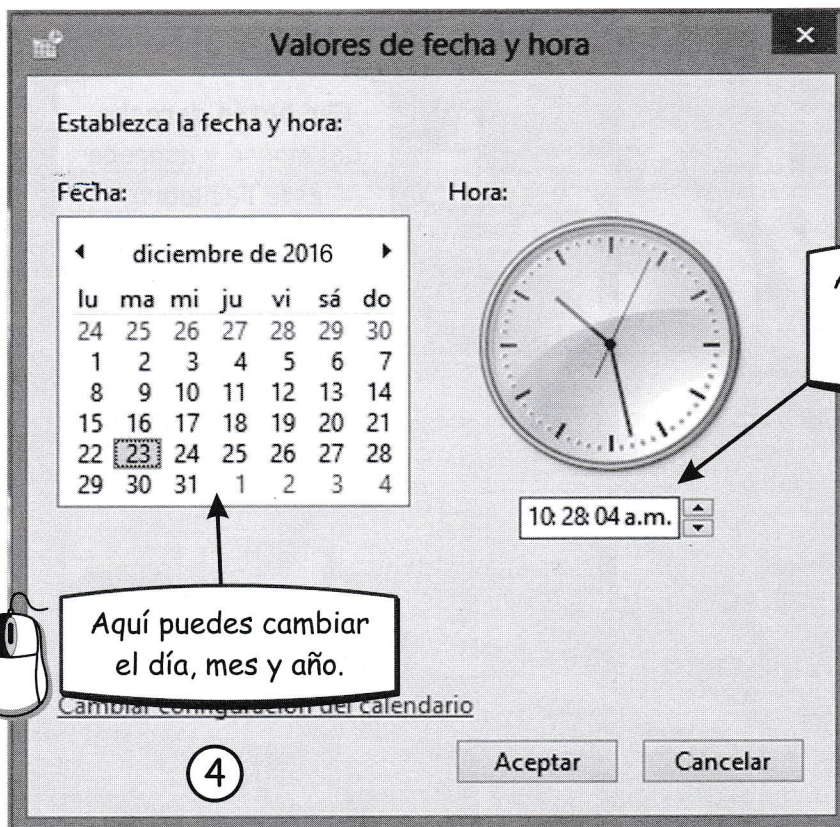 Valores de fecha y hora
Establezca la fecha y hora:
Fecha:
Hora:
diciembre de 2016
lu ma mi ju vi sá do
24 25 26 27 28 29 30
1 2 3 4 5 6 7
8 9 10 11 12 13 14
15 16 17 18 19 20 21
22 23 24 25 26 27 28
29 30 31 1 2 3 4
10:28:04 a.m.
Aquí puedes cambiar
el día, mes y año.
Cambiar configuración del calendario
4
Aceptar Cancelar